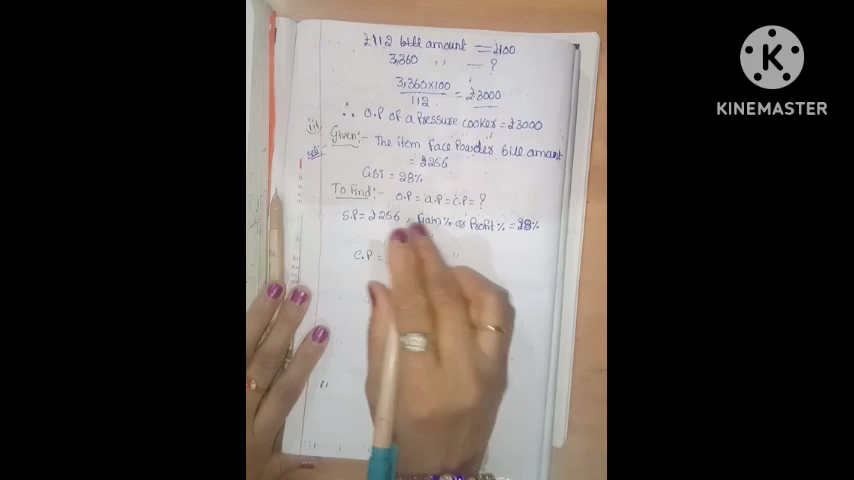 ₹112 bill amount = ₹100
3,360 " — ?
3,360×100
112
= ₹3000
∴ O.P of a Pressure cooker = ₹3000
iii)
Given:- The item Face Powder bill amount
Sol:-
= ₹256
GST = 28%
To Find:- O.P = a.P = C.P = ?
S.P = ₹256, Gain% or Profit% = 28%
C.P =
K
KINEMASTER